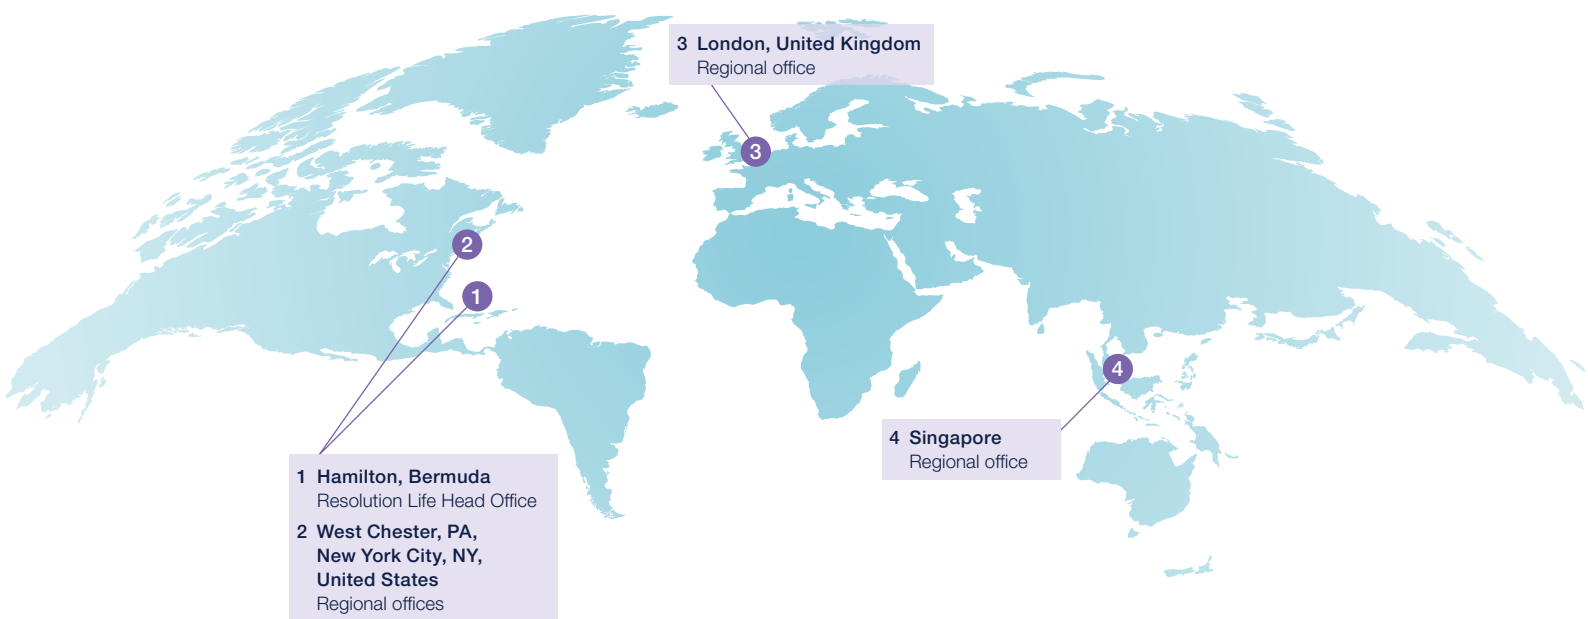 3 London, United Kingdom
Regional office
3
2
1
4
4 Singapore
Regional office
1 Hamilton, Bermuda
Resolution Life Head Office
2 West Chester, PA,
New York City, NY,
United States
Regional offices